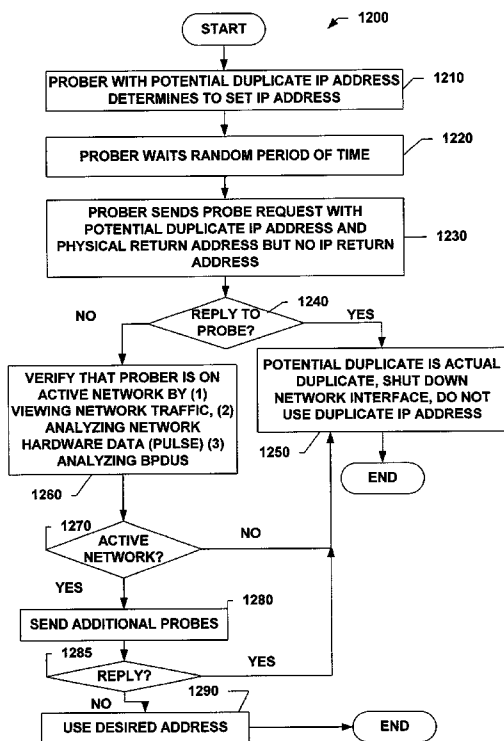 1200
START
PROBER WITH POTENTIAL DUPLICATE IP ADDRESS
DETERMINES TO SET IP ADDRESS
1210
PROBER WAITS RANDOM PERIOD OF TIME
1220
PROBER SENDS PROBE REQUEST WITH
POTENTIAL DUPLICATE IP ADDRESS AND
PHYSICAL RETURN ADDRESS BUT NO IP RETURN
ADDRESS
1230
REPLY TO
PROBE?
1240
NO
YES
VERIFY THAT PROBER IS ON
ACTIVE NETWORK BY (1)
VIEWING NETWORK TRAFFIC, (2)
ANALYZING NETWORK
HARDWARE DATA (PULSE) (3)
ANALYZING BPDUS
1260
POTENTIAL DUPLICATE IS ACTUAL
DUPLICATE, SHUT DOWN
NETWORK INTERFACE, DO NOT
USE DUPLICATE IP ADDRESS
1250
END
1270
ACTIVE
NETWORK?
NO
YES
1280
SEND ADDITIONAL PROBES
1285
REPLY?
YES
NO
1290
USE DESIRED ADDRESS
END